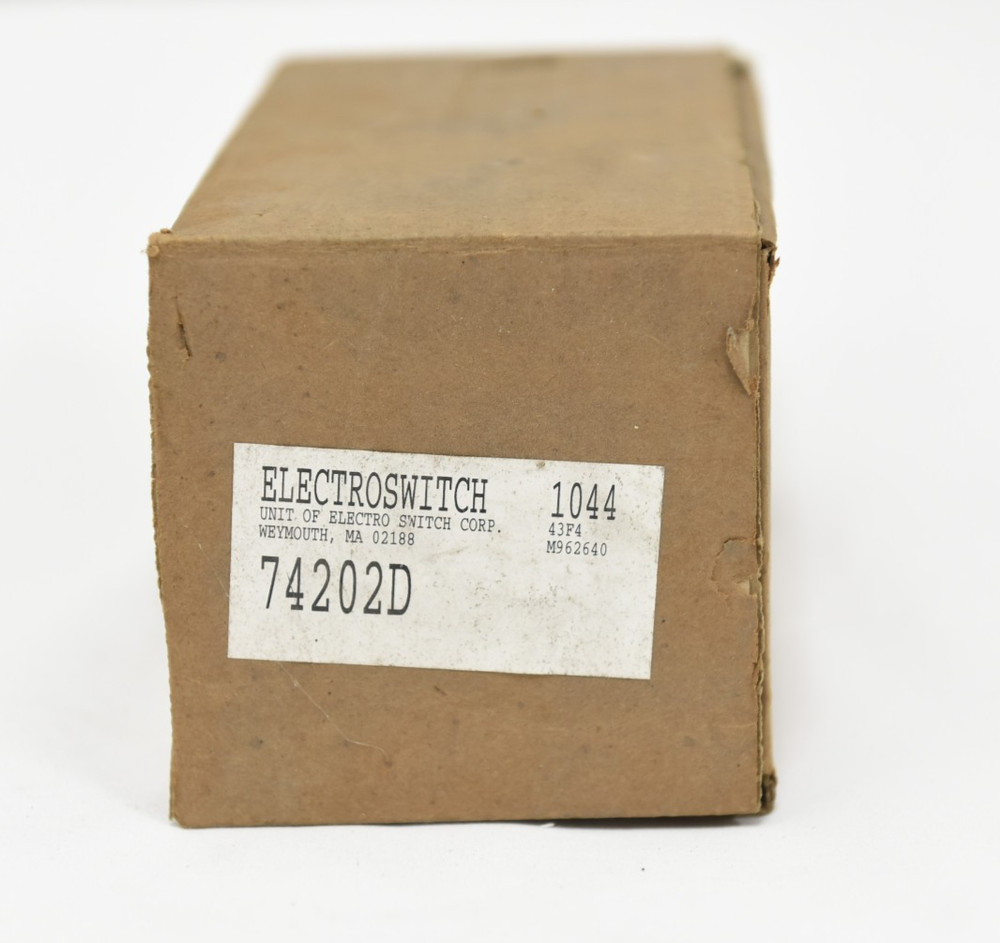 ELECTROSWITCH 1044
UNIT OF ELECTRO SWITCH CORP. 43F4
WEYMOUTH, MA 02188 M962640
74202D